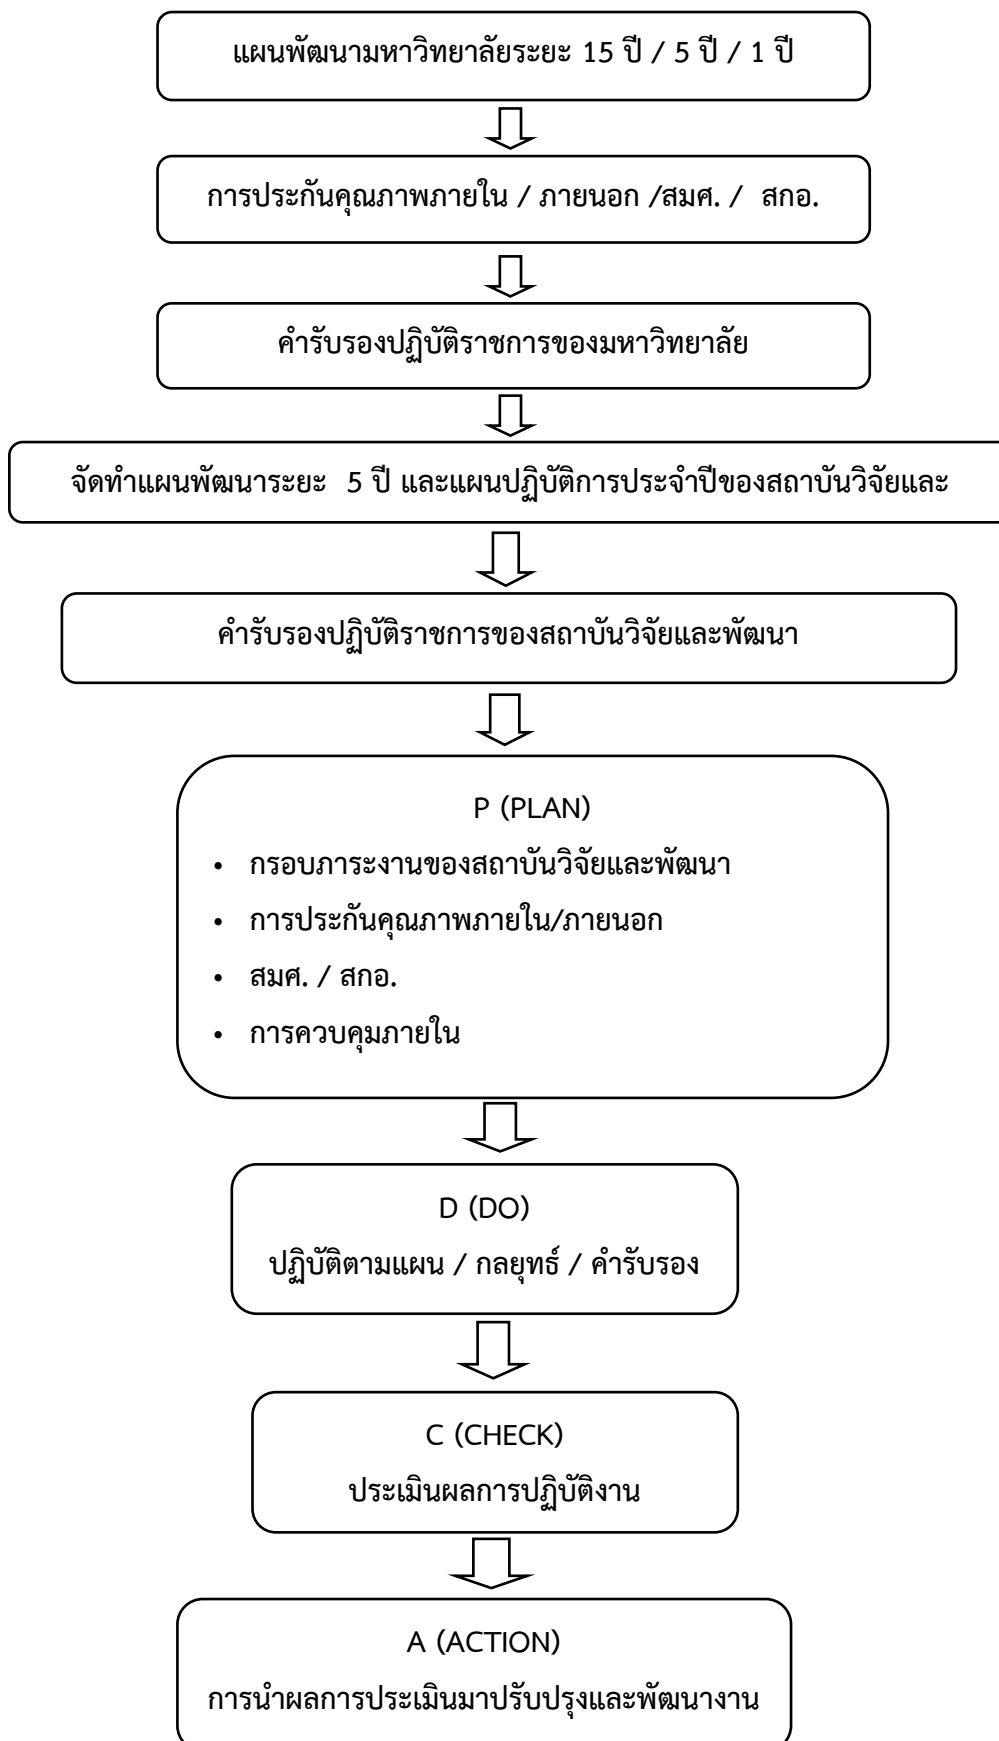 แผนพัฒนามหาวิทยาลัยระยะ 15 ปี / 5 ปี / 1 ปี
การประกันคุณภาพภายใน / ภายนอก /สมศ. / สกอ.
คำรับรองปฏิบัติราชการของมหาวิทยาลัย
จัดทำแผนพัฒนาระยะ 5 ปี และแผนปฏิบัติการประจำปีของสถาบันวิจัยและ
คำรับรองปฏิบัติราชการของสถาบันวิจัยและพัฒนา
P (PLAN)
• กรอบภาระงานของสถาบันวิจัยและพัฒนา
• การประกันคุณภาพภายใน/ภายนอก
• สมศ. / สกอ.
• การควบคุมภายใน
D (DO)
ปฏิบัติตามแผน / กลยุทธ์ / คำรับรอง
C (CHECK)
ประเมินผลการปฏิบัติงาน
A (ACTION)
การนำผลการประเมินมาปรับปรุงและพัฒนางาน